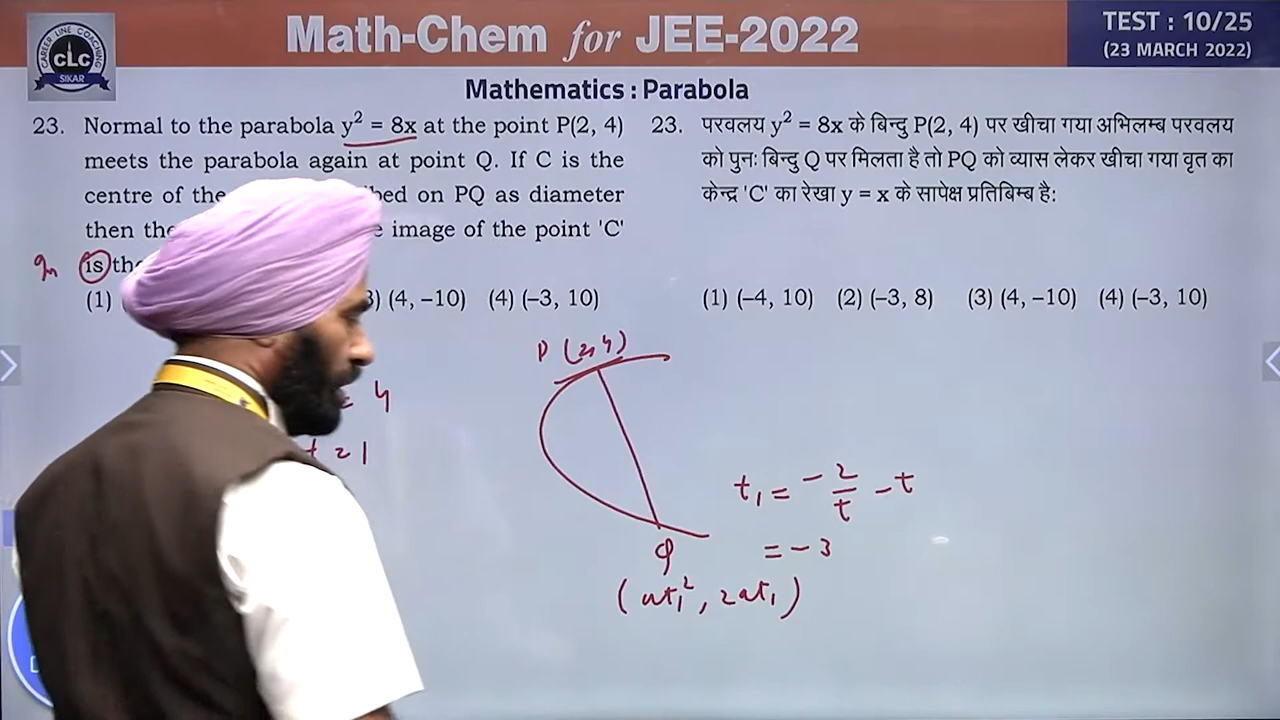 CAREER LINE COACHING
CLC
SIKAR
Math-Chem for JEE-2022
TEST : 10/25
(23 MARCH 2022)
Mathematics : Parabola
23. Normal to the parabola y² = 8x at the point P(2, 4)
meets the parabola again at point Q. If C is the
centre of the bed on PQ as diameter
then the image of the point 'C'
is the
(1) 3) (4, –10) (4) (–3, 10)
23. परवलय y² = 8x के बिन्दु P(2, 4) पर खींचा गया अभिलम्ब परवलय
को पुनः बिन्दु Q पर मिलता है तो PQ को व्यास लेकर खींचा गया वृत का
केन्द्र 'C' का रेखा y = x के सापेक्ष प्रतिबिम्ब है:
(1) (–4, 10) (2) (–3, 8) (3) (4, –10) (4) (–3, 10)
P (2,4)
= 4
t = 1
t₁ = - 2/t - t
= - 3
Q
(at₁², 2at₁)